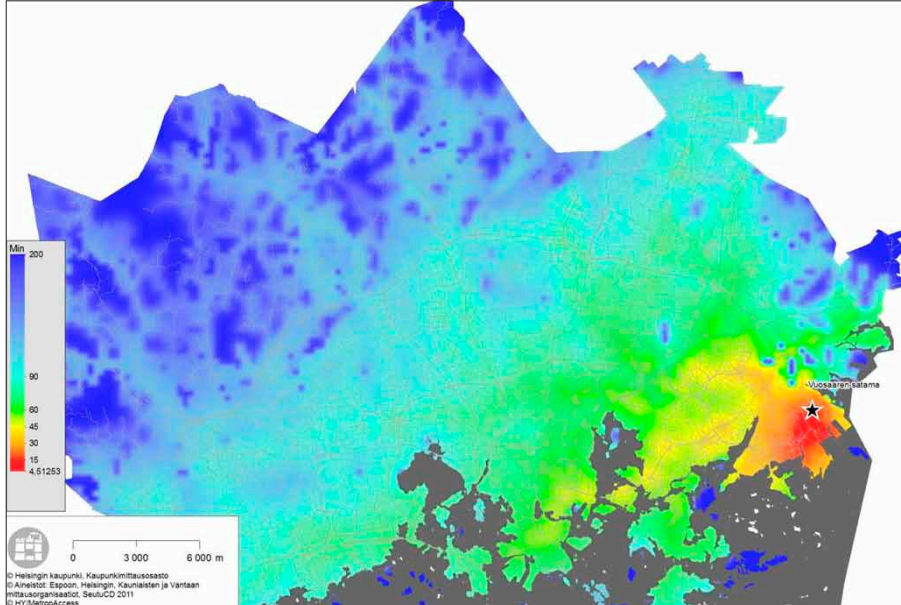 Min
200
90
60
45
30
15
4,51253
Vuosaaren satama
0 3 000 6 000 m
© Helsingin kaupunki, Kaupunkimittausosasto
© Aineistot: Espoon, Helsingin, Kauniaisten ja Vantaan
mittausorganisaatiot, SeutuCD 2011
© HY/MetropAccess